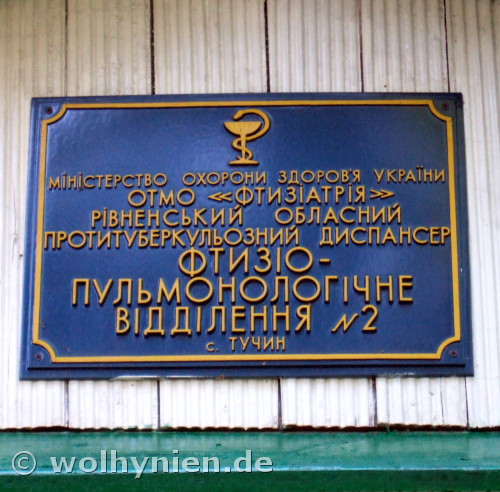 МІНІСТЕРСТВО ОХОРОНИ ЗДОРОВ'Я УКРАЇНИ
ОТМО «ФТИЗІАТРІЯ»
РІВНЕНСЬКИЙ ОБЛАСНИЙ
ПРОТИТУБЕРКУЛЬОЗНИЙ ДИСПАНСЕР
ФТИЗІО-
ПУЛЬМОНОЛОГІЧНЕ
ВІДДІЛЕННЯ №2
с. ТУЧИН
© wolhynien.de